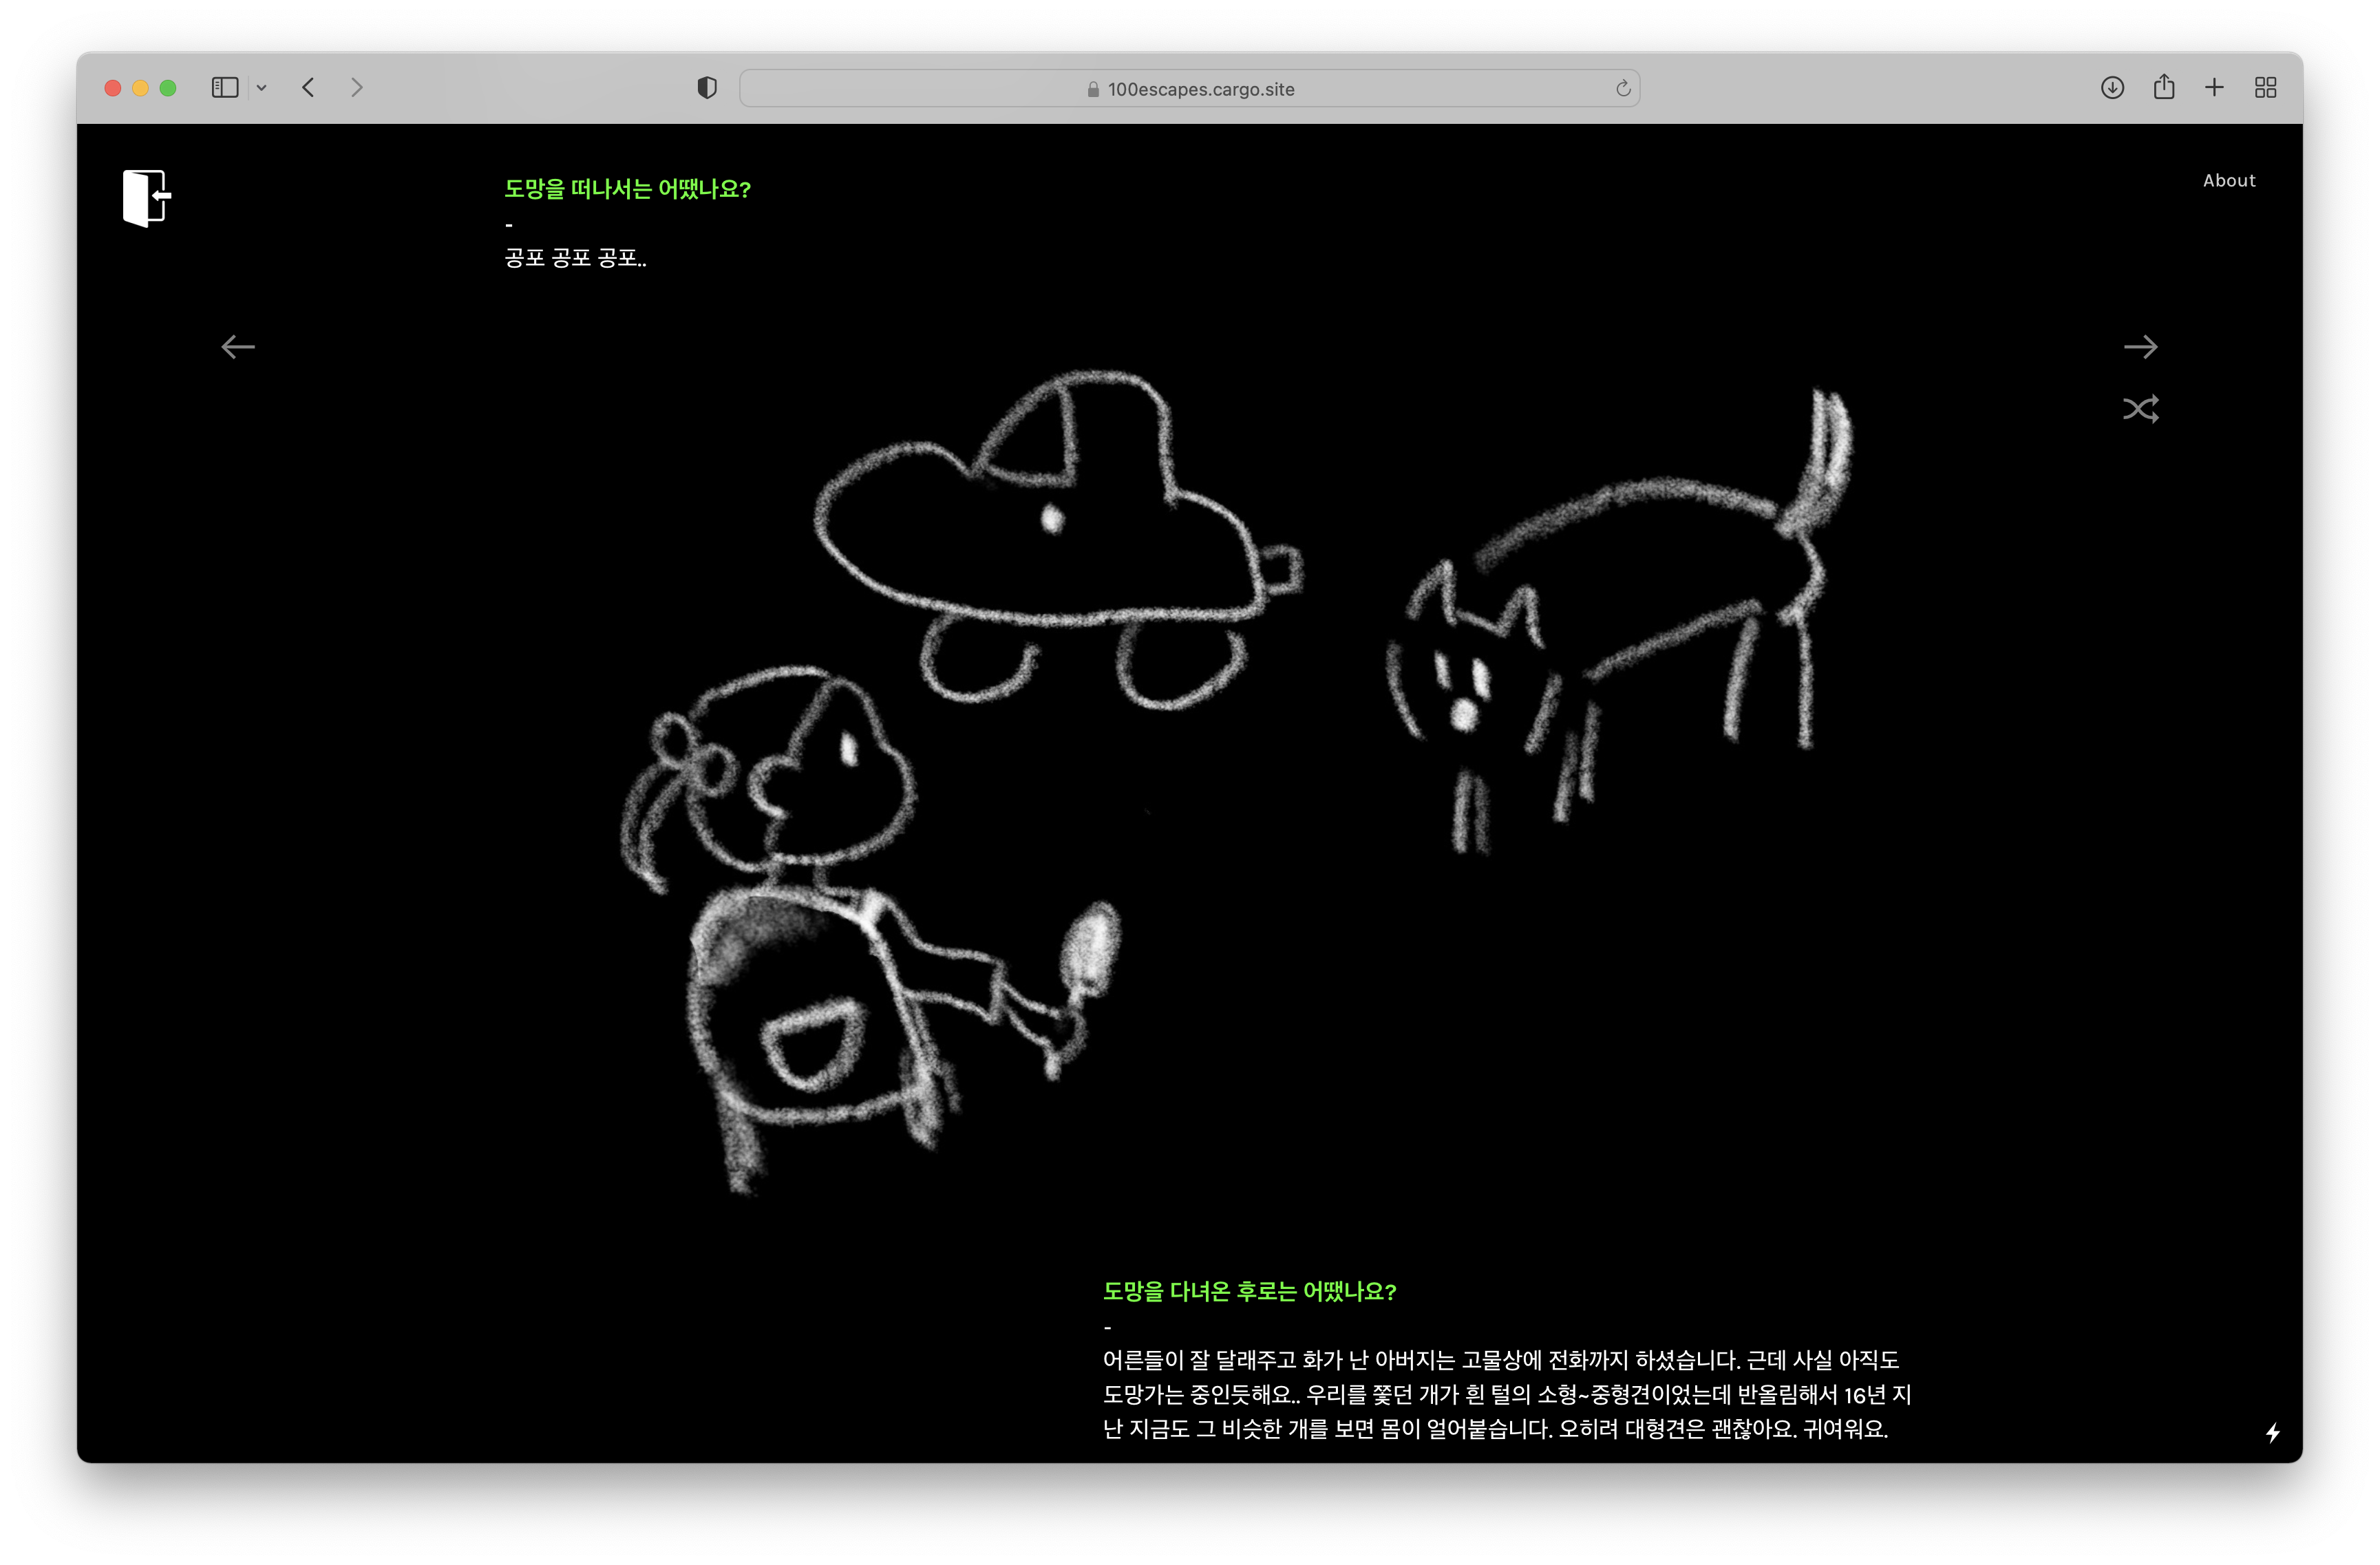 100escapes.cargo.site
About
도망을 떠나서는 어땠나요?
-
공포 공포 공포..
도망을 다녀온 후로는 어땠나요?
-
어른들이 잘 달래주고 화가 난 아버지는 고물상에 전화까지 하셨습니다. 근데 사실 아직도
도망가는 중인듯해요.. 우리를 쫓던 개가 흰 털의 소형~중형견이었는데 반올림해서 16년 지
난 지금도 그 비슷한 개를 보면 몸이 얼어붙습니다. 오히려 대형견은 괜찮아요. 귀여워요.